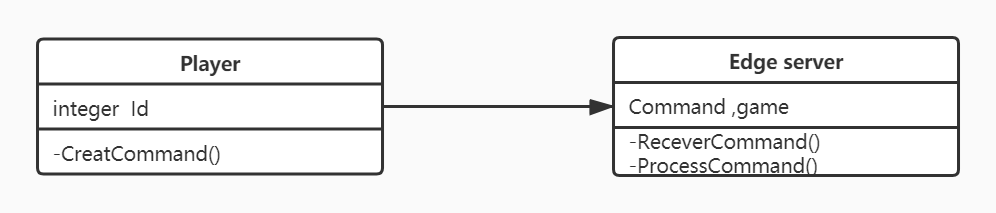 Player
integer Id
-CreatCommand()
Edge server
Command ,game
-ReceverCommand()
-ProcessCommand()